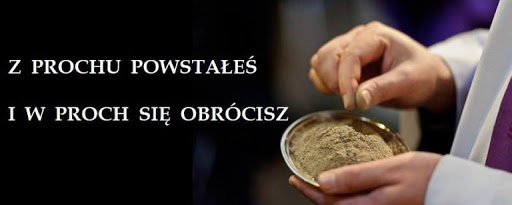 Z PROCHU POWSTAŁEŚ
I W PROCH SIĘ OBRÓCISZ